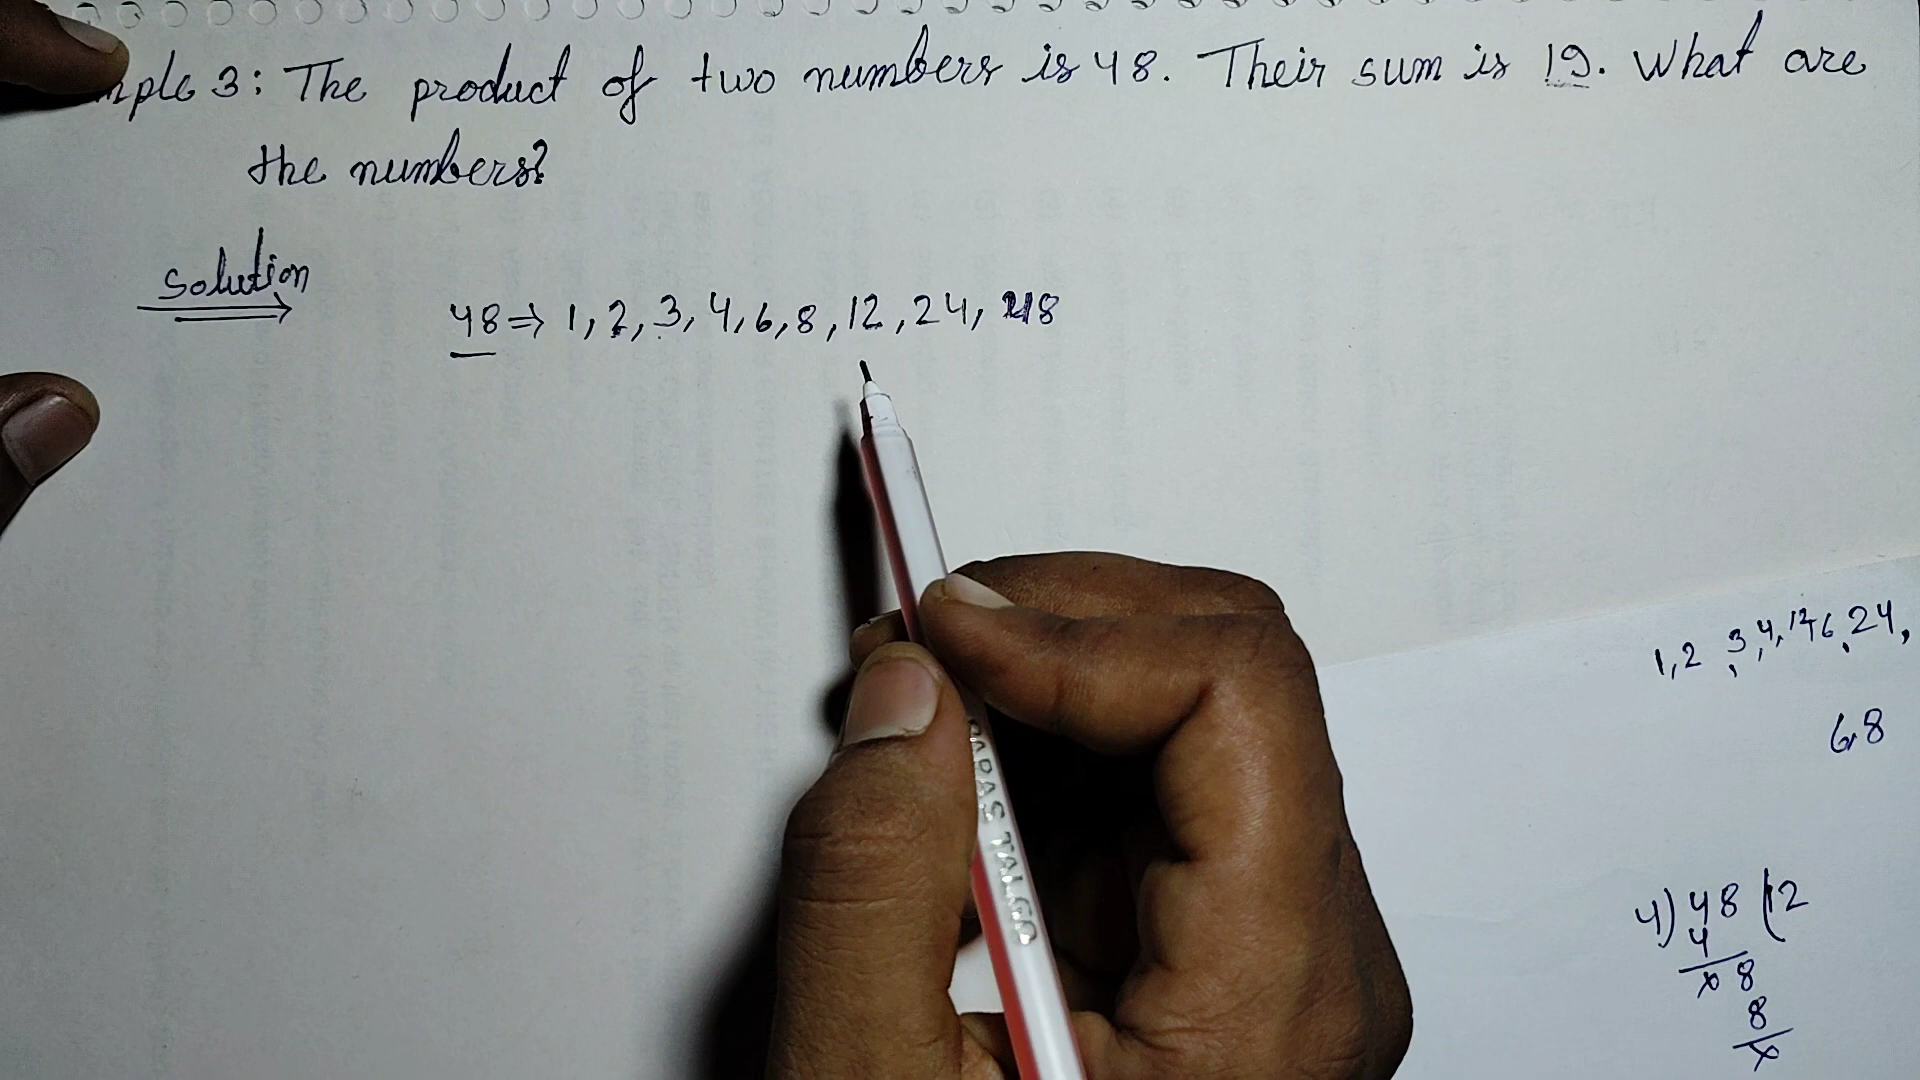 mple 3: The product of two numbers is 48. Their sum is 19. What are
the numbers?
Solution
48 ⇒ 1, 2, 3, 4, 6, 8, 12, 24, 48
1, 2, 3, 4, 12, 6, 24,
6,8
4) 48 (12
4
x 8
8
x